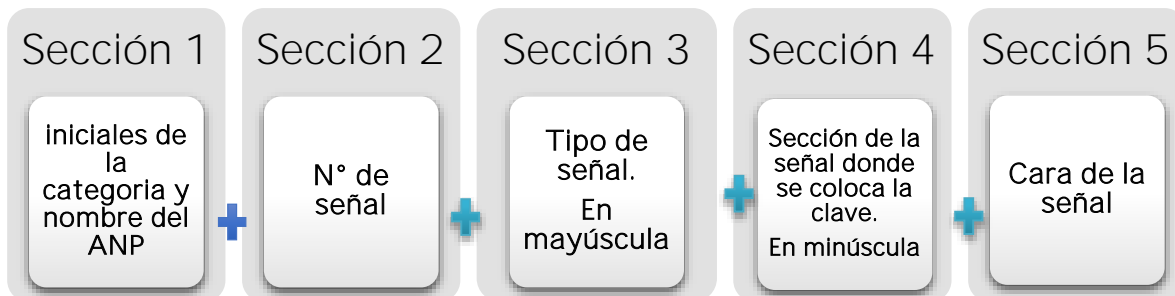 Sección 1
iniciales de
la
categoria y
nombre del
ANP
Sección 2
N° de
señal
Sección 3
Tipo de
señal.
En
mayúscula
Sección 4
Sección de la
señal donde
se coloca la
clave.
En minúscula
Sección 5
Cara de la
señal